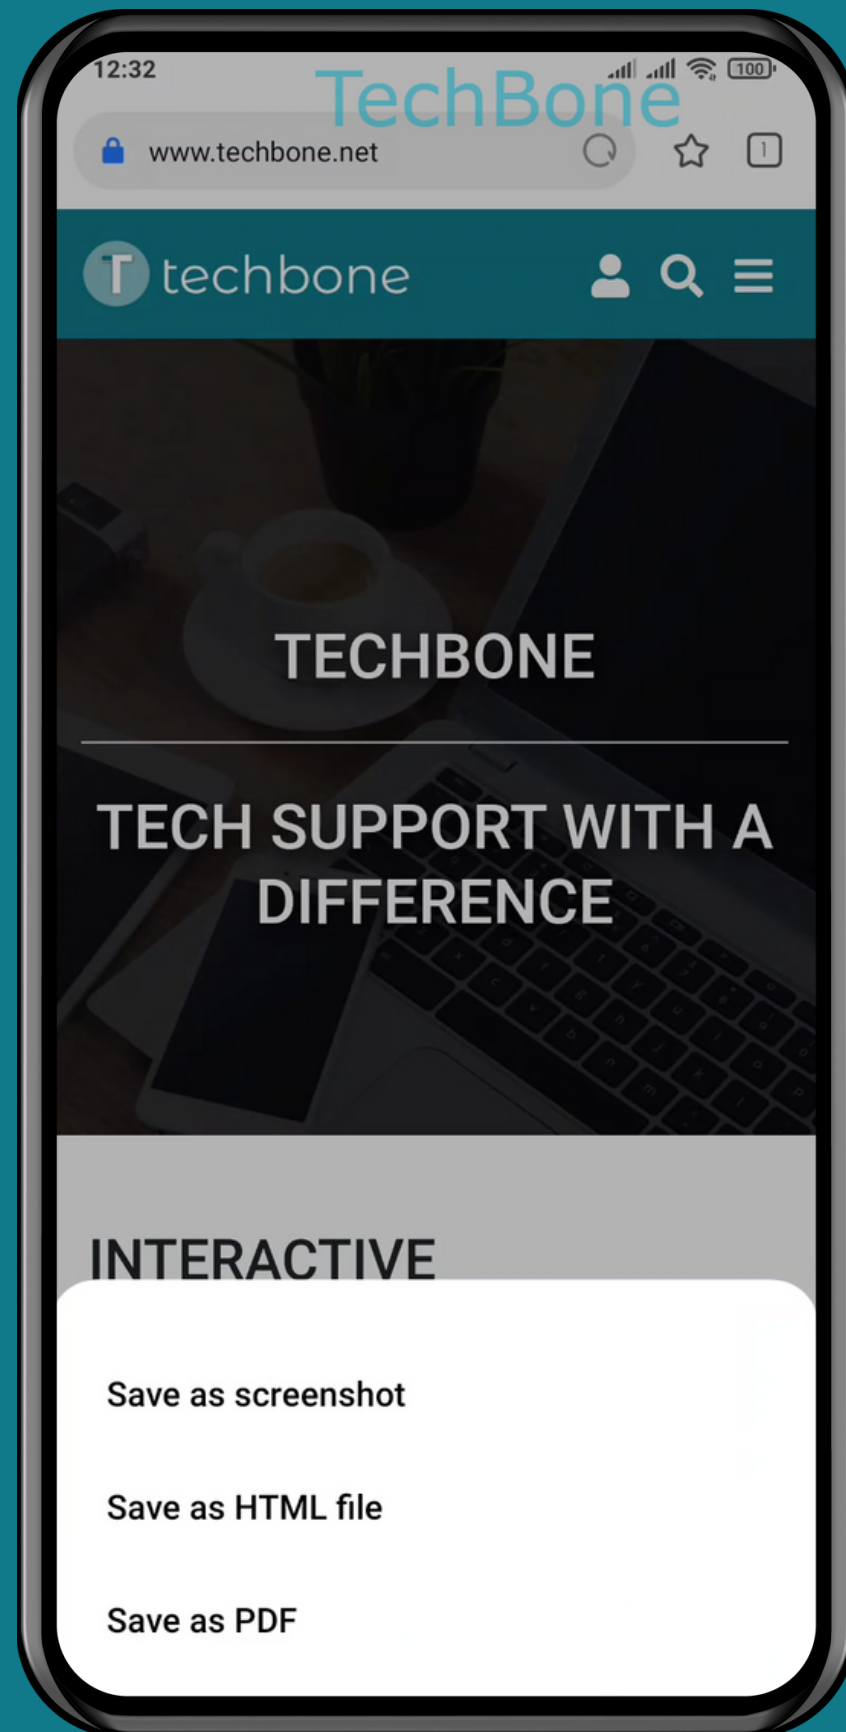 12:32
TechBone
100
www.techbone.net
1
T techbone
TECHBONE
TECH SUPPORT WITH A
DIFFERENCE
INTERACTIVE
Save as screenshot
Save as HTML file
Save as PDF